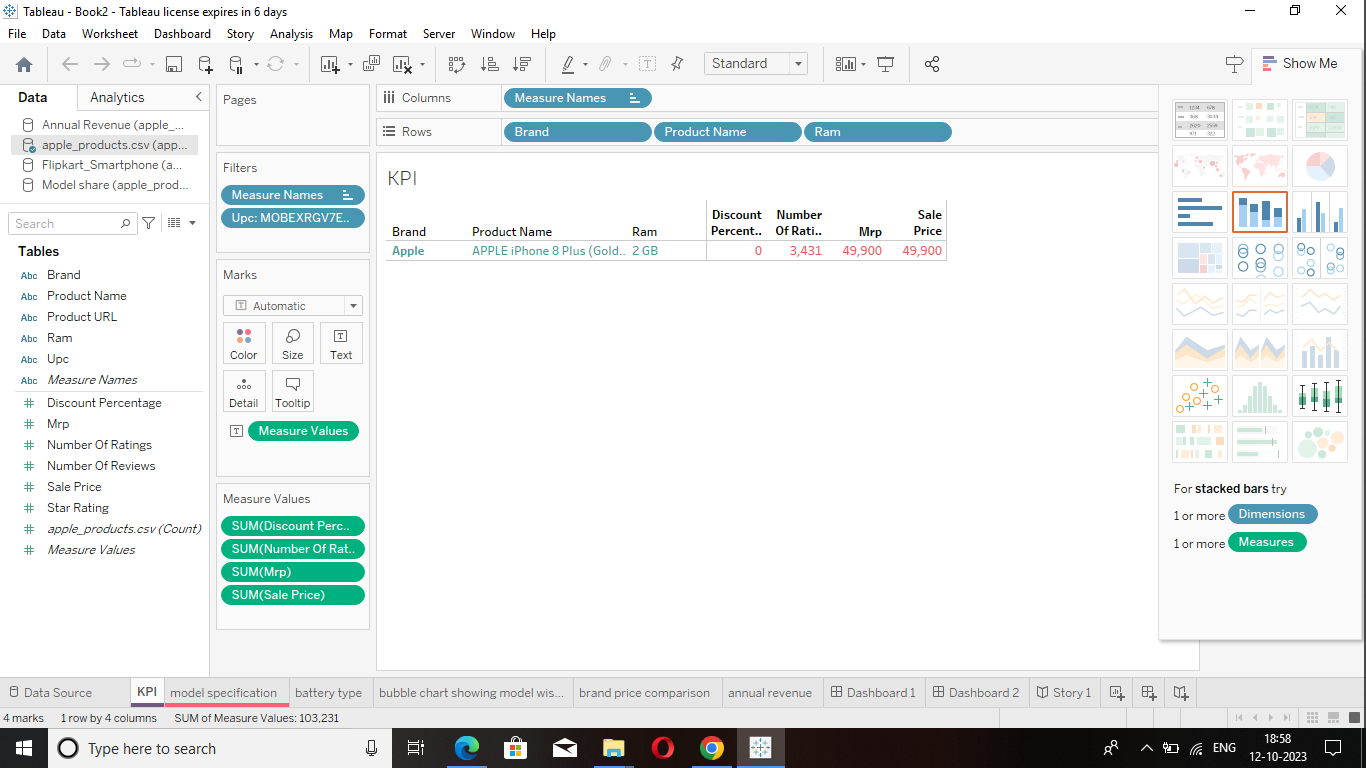 Tableau - Book2 - Tableau license expires in 6 days
File Data Worksheet Dashboard Story Analysis Map Format Server Window Help
Standard
Show Me
Data Analytics
Annual Revenue (apple_...
apple_products.csv (app...
Flipkart_Smartphone (a...
Model share (apple_prod...
Search
Tables
Abc Brand
Abc Product Name
Abc Product URL
Abc Ram
Abc Upc
Abc Measure Names
Discount Percentage
Mrp
Number Of Ratings
Number Of Reviews
Sale Price
Star Rating
apple_products.csv (Count)
Measure Values
Pages
Filters
Measure Names
Upc: MOBEXRGV7E..
Marks
Automatic
Color Size Text
Detail Tooltip
Measure Values
Measure Values
SUM(Discount Perc..
SUM(Number Of Rat..
SUM(Mrp)
SUM(Sale Price)
Columns Measure Names
Rows Brand Product Name Ram
KPI
Discount Number Sale
Brand Product Name Ram Percent.. Of Rati.. Mrp Price
Apple APPLE iPhone 8 Plus (Gold.. 2 GB 0 3,431 49,900 49,900
For stacked bars try
1 or more Dimensions
1 or more Measures
Data Source KPI model specification battery type bubble chart showing model wis... brand price comparison annual revenue Dashboard 1 Dashboard 2 Story 1
4 marks 1 row by 4 columns SUM of Measure Values: 103,231
Type here to search
ENG
18:58
12-10-2023